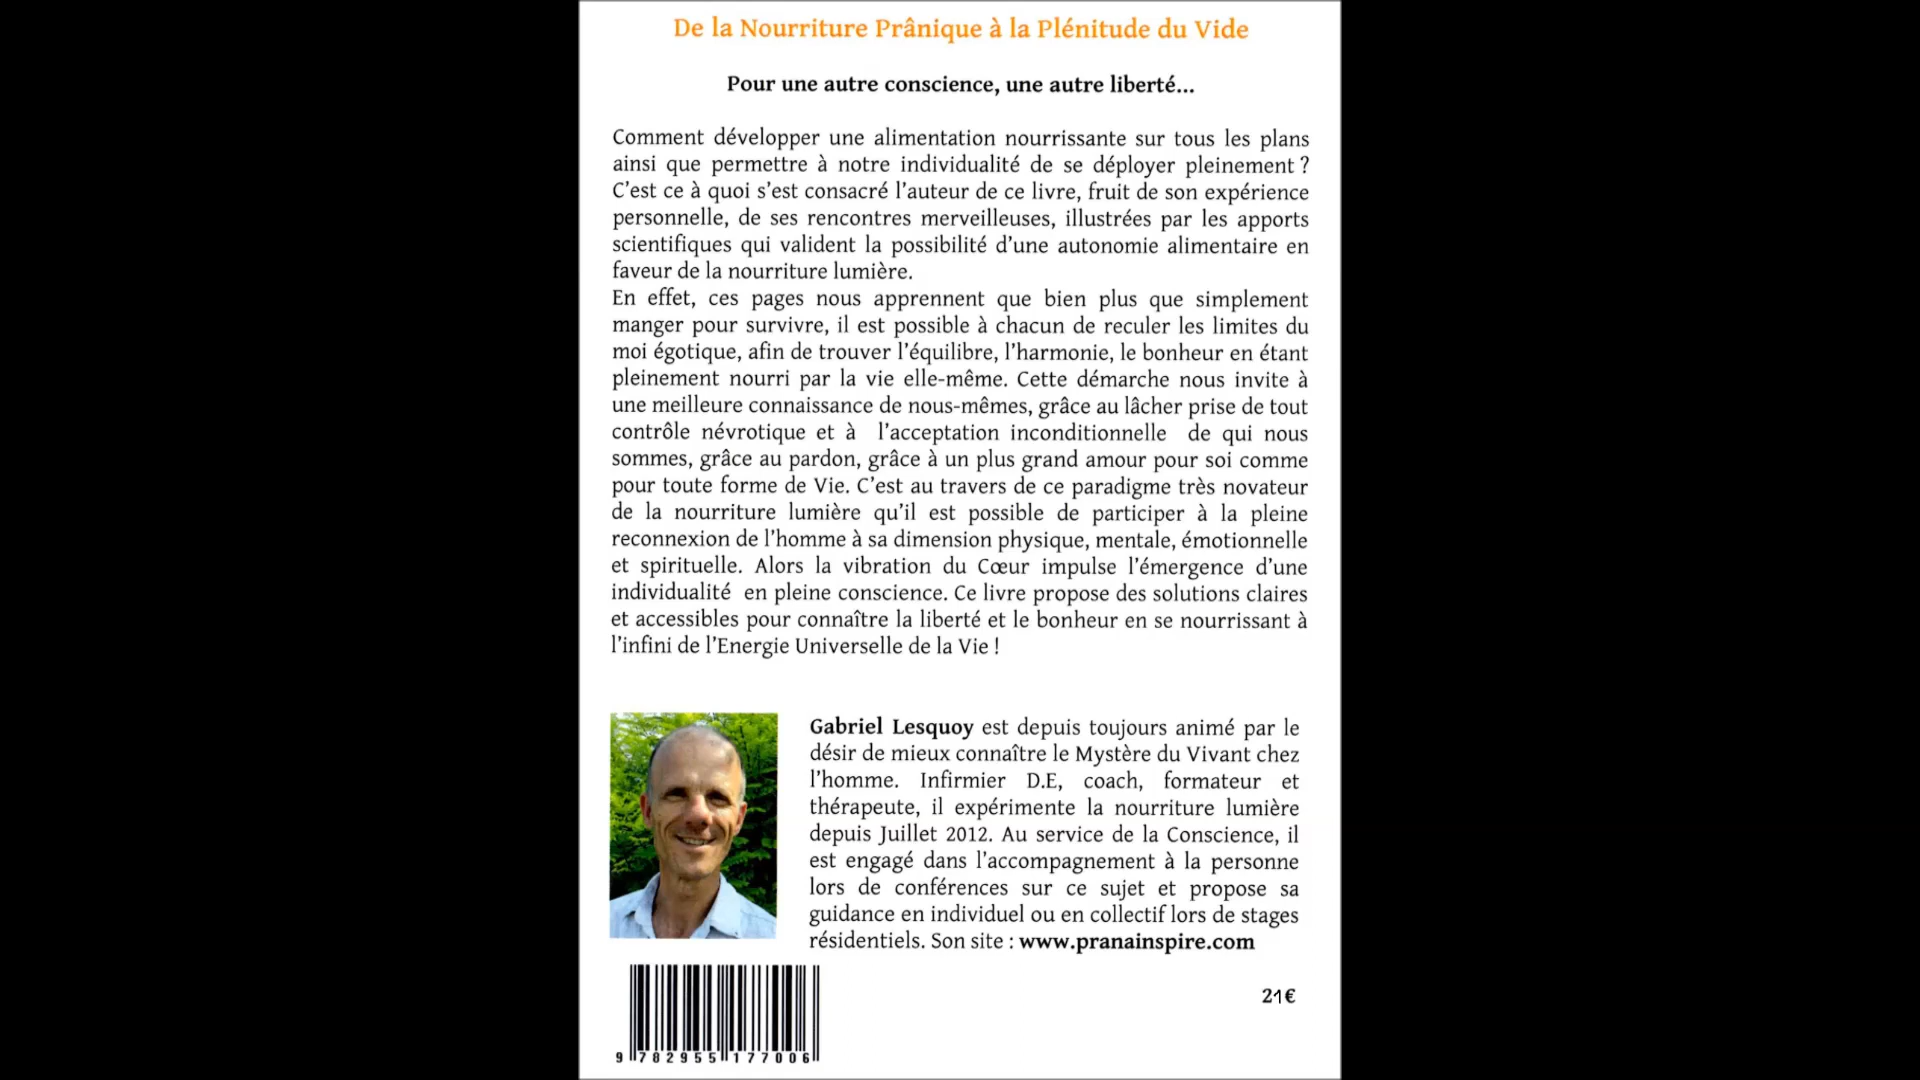 De la Nourriture Prânique à la Plénitude du Vide
Pour une autre conscience, une autre liberté...
Comment développer une alimentation nourrissante sur tous les plans
ainsi que permettre à notre individualité de se déployer pleinement ?
C’est ce à quoi s’est consacré l’auteur de ce livre, fruit de son expérience
personnelle, de ses rencontres merveilleuses, illustrées par les apports
scientifiques qui valident la possibilité d’une autonomie alimentaire en
faveur de la nourriture lumière.
En effet, ces pages nous apprennent que bien plus que simplement
manger pour survivre, il est possible à chacun de reculer les limites du
moi égotique, afin de trouver l’équilibre, l’harmonie, le bonheur en étant
pleinement nourri par la vie elle-même. Cette démarche nous invite à
une meilleure connaissance de nous-mêmes, grâce au lâcher prise de tout
contrôle névrotique et à l’acceptation inconditionnelle de qui nous
sommes, grâce au pardon, grâce à un plus grand amour pour soi comme
pour toute forme de Vie. C’est au travers de ce paradigme très novateur
de la nourriture lumière qu’il est possible de participer à la pleine
reconnexion de l’homme à sa dimension physique, mentale, émotionnelle
et spirituelle. Alors la vibration du Cœur impulse l’émergence d’une
individualité en pleine conscience. Ce livre propose des solutions claires
et accessibles pour connaître la liberté et le bonheur en se nourrissant à
l’infini de l’Energie Universelle de la Vie !
Gabriel Lesquoy est depuis toujours animé par le
désir de mieux connaître le Mystère du Vivant chez
l’homme. Infirmier D.E, coach, formateur et
thérapeute, il expérimente la nourriture lumière
depuis Juillet 2012. Au service de la Conscience, il
est engagé dans l’accompagnement à la personne
lors de conférences sur ce sujet et propose sa
guidance en individuel ou en collectif lors de stages
résidentiels. Son site : www.pranainspire.com
21€
9 782955 177006